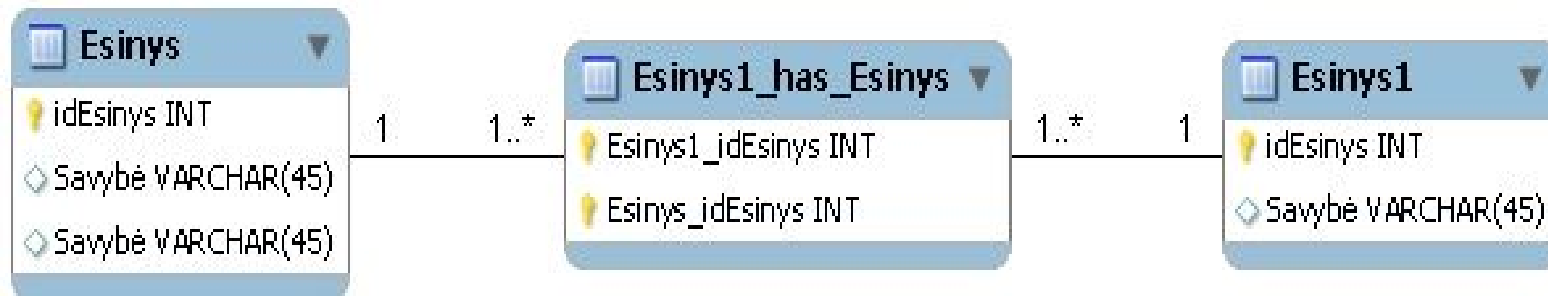 Esinys
idEsinys INT
Savybė VARCHAR(45)
Savybė VARCHAR(45)
1
1..*
Esinys1_has_Esinys
Esinys1_idEsinys INT
Esinys_idEsinys INT
1..*
1
Esinys1
idEsinys INT
Savybė VARCHAR(45)